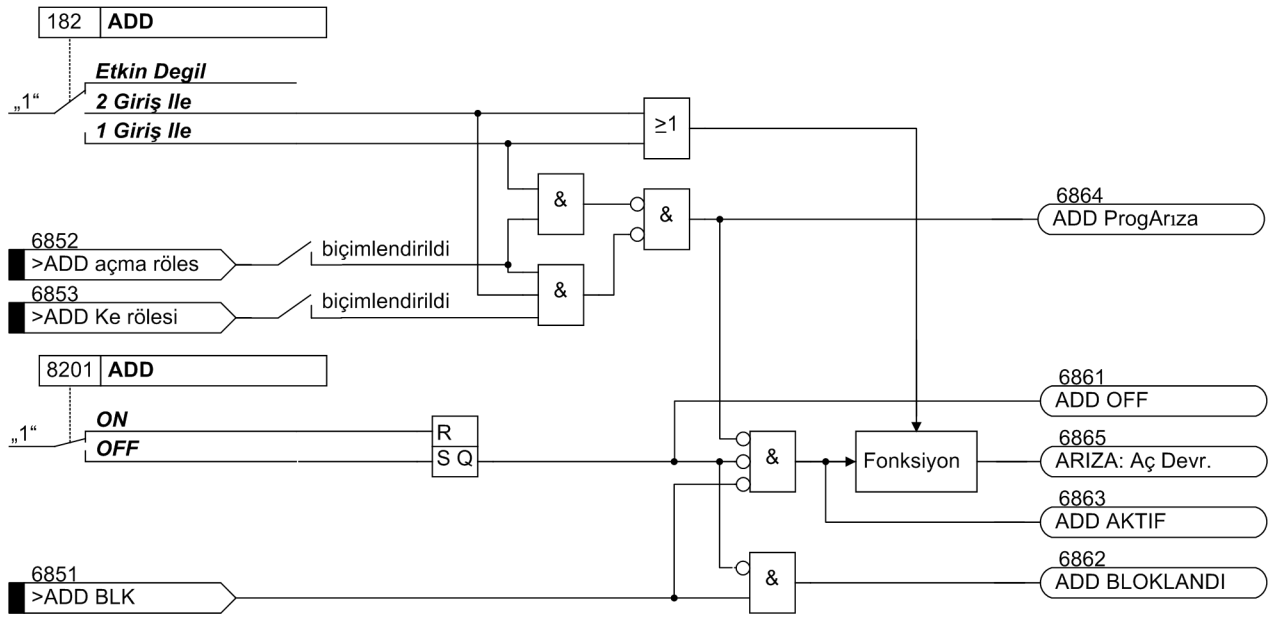 182 ADD
Etkin Degil
„1“
2 Giriş Ile
1 Giriş Ile
≥1
&
&
6864
ADD ProgArıza
6852
>ADD açma röles
biçimlendirildi
&
6853
>ADD Ke rölesi
biçimlendirildi
8201 ADD
6861
ADD OFF
ON
„1“
OFF
R
S Q
&
Fonksiyon
6865
ARIZA: Aç Devr.
6863
ADD AKTIF
6851
>ADD BLK
&
6862
ADD BLOKLANDI